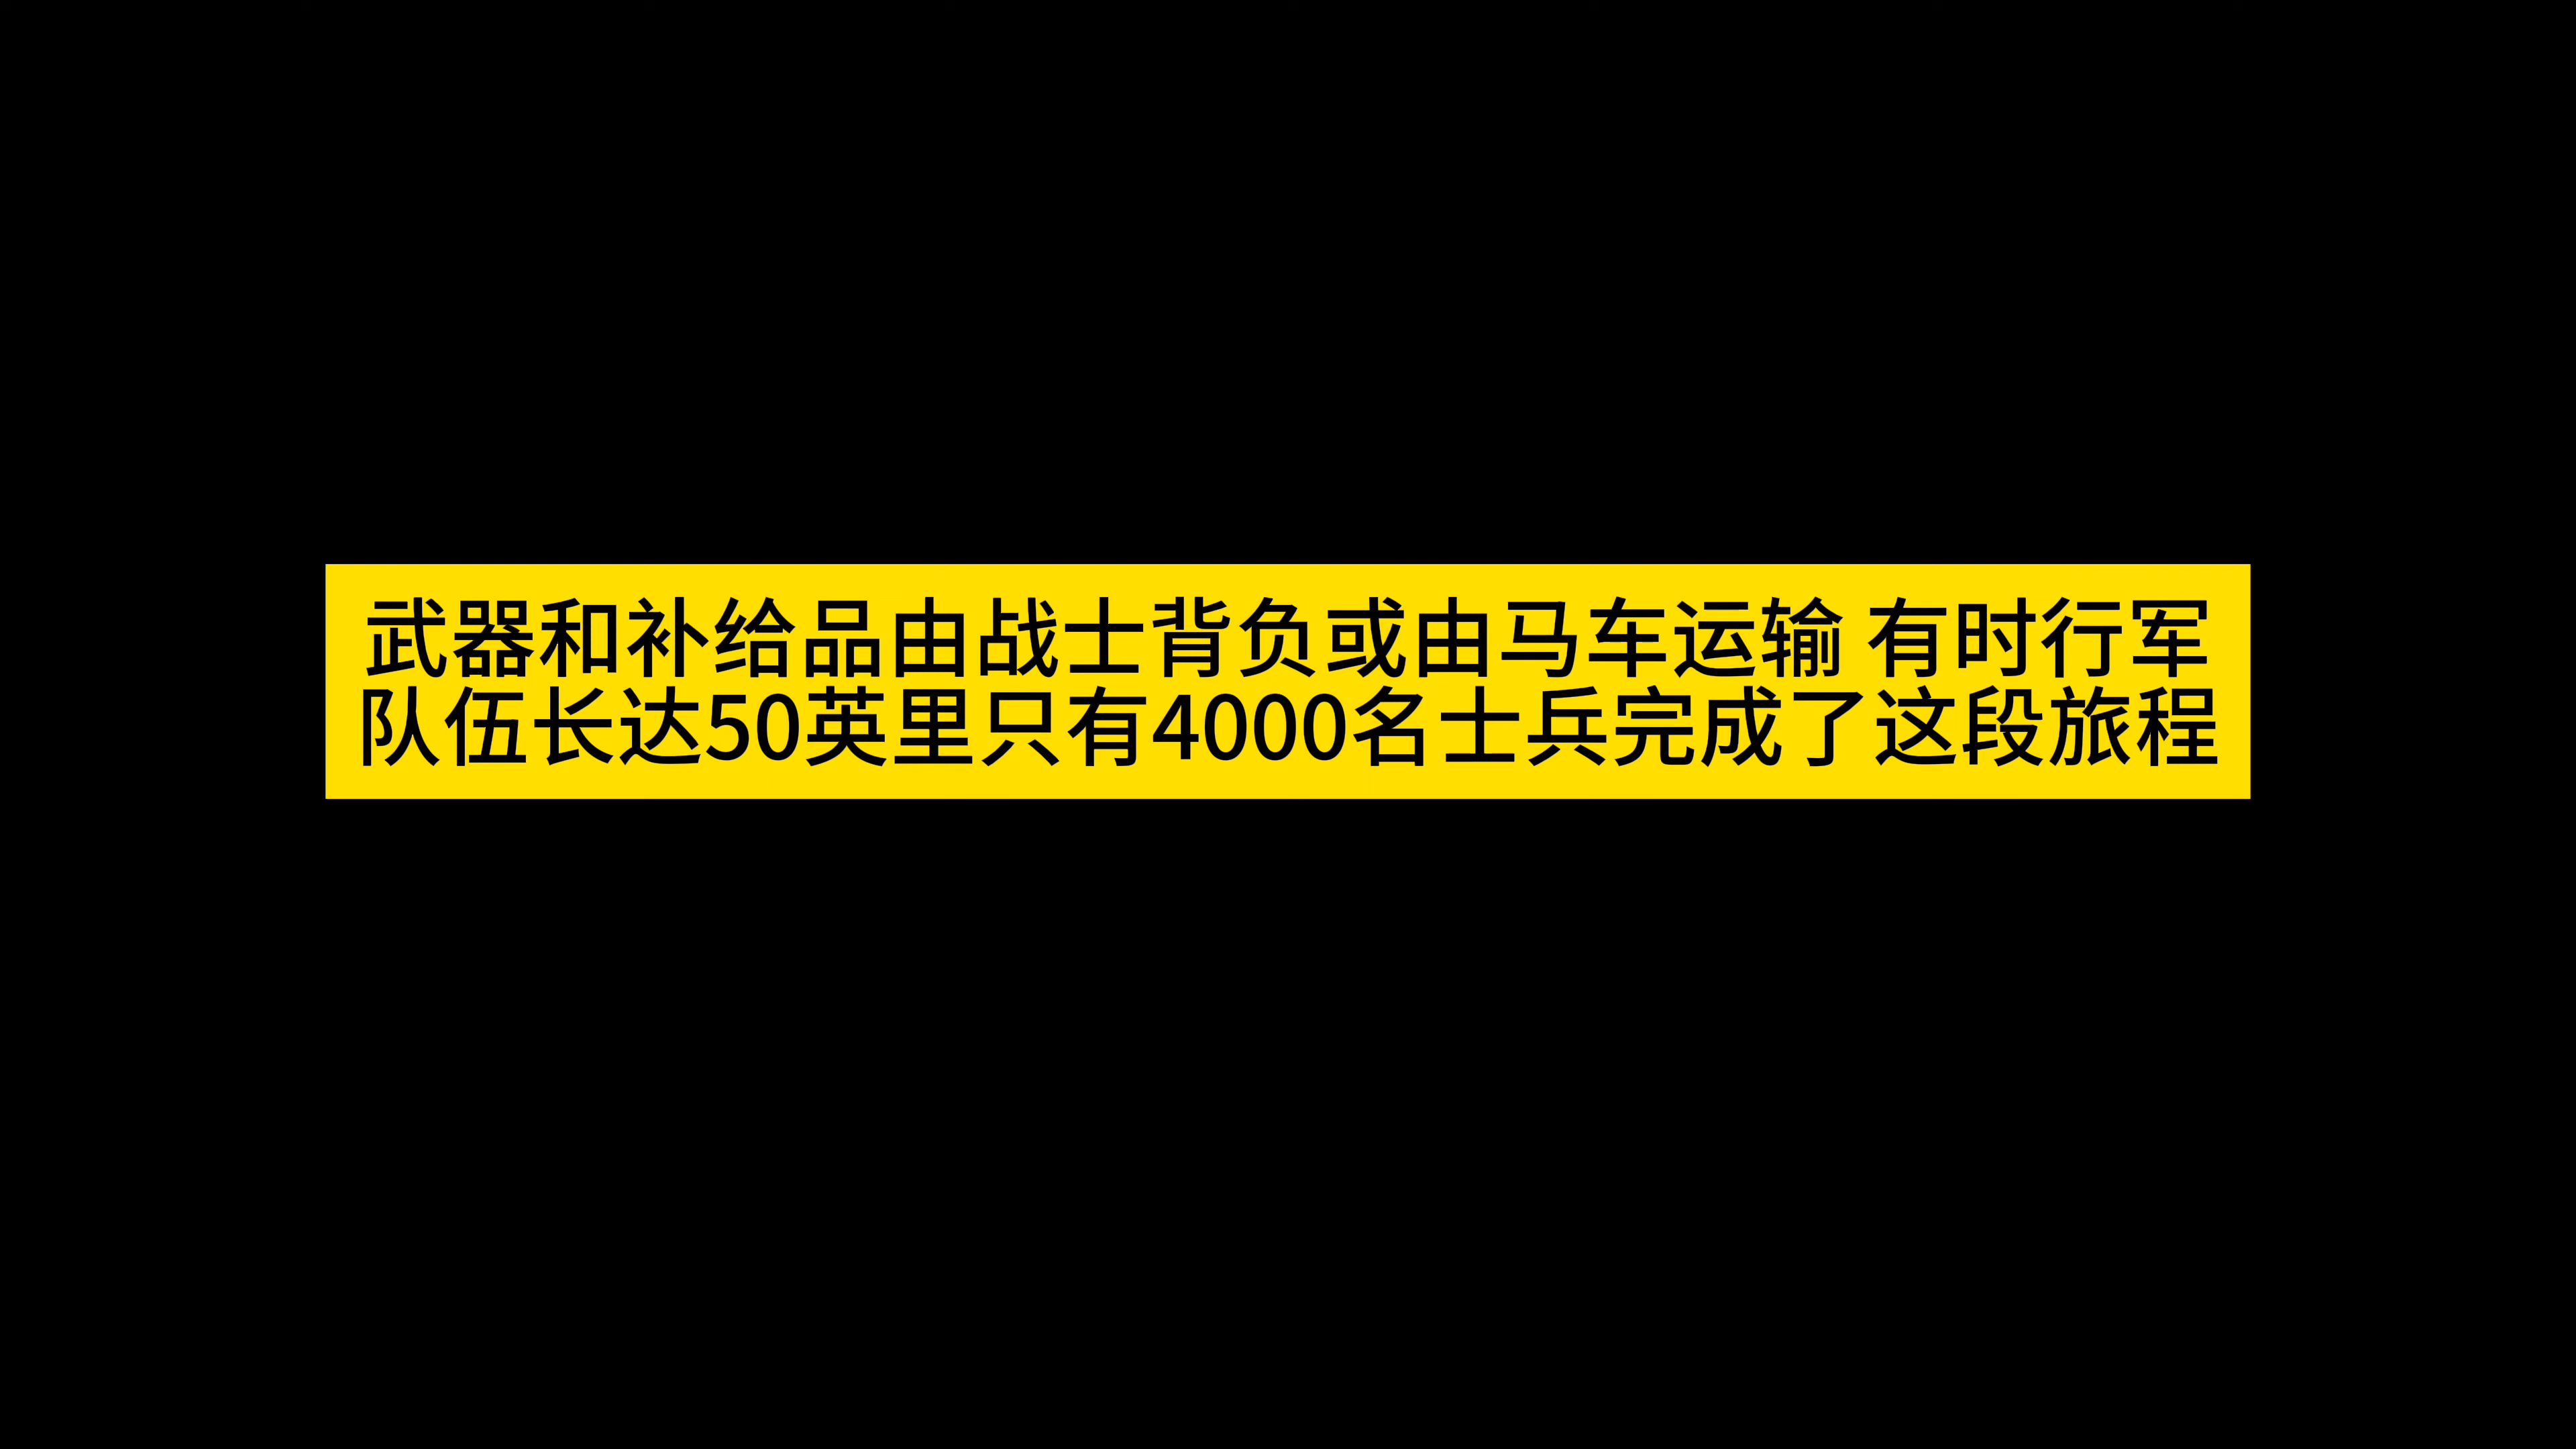 武器和补给品由战士背负或由马车运输 有时行军
队伍长达50英里只有4000名士兵完成了这段旅程